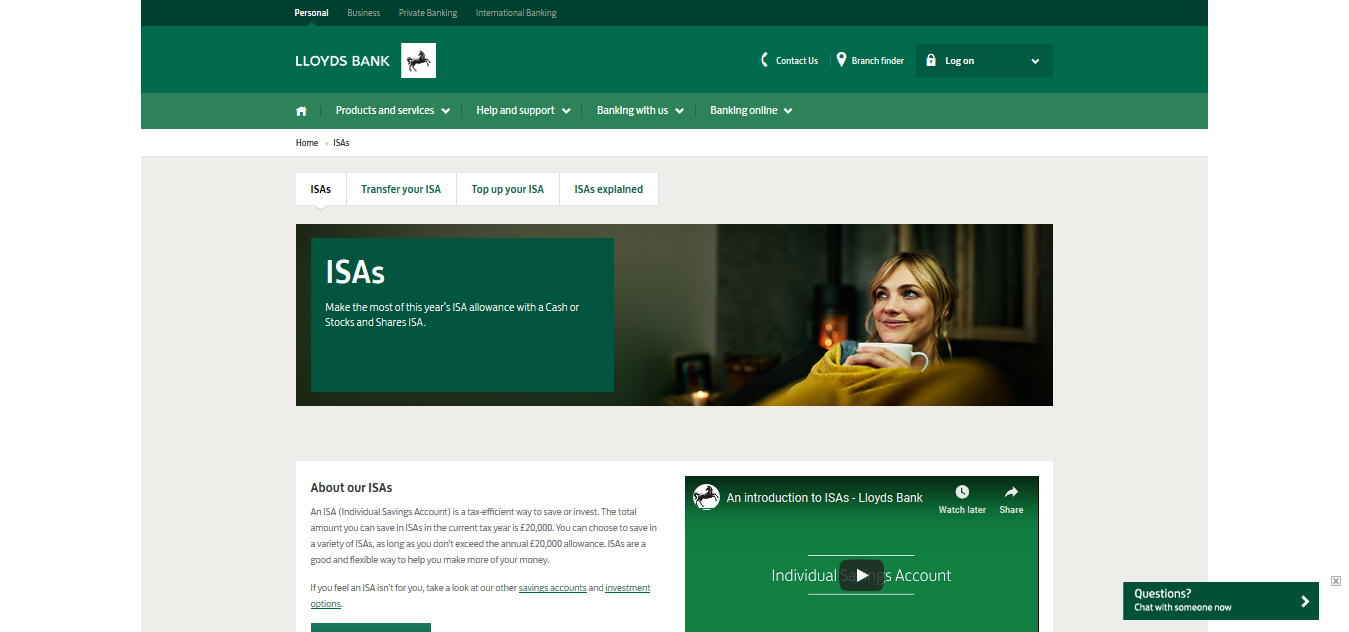 Personal Business Private Banking International Banking
LLOYDS BANK
Contact Us Branch finder Log on
Products and services Help and support Banking with us Banking online
Home ISAs
ISAs Transfer your ISA Top up your ISA ISAs explained
ISAs
Make the most of this year's ISA allowance with a Cash or
Stocks and Shares ISA.
About our ISAs
An ISA (Individual Savings Account) is a tax-efficient way to save or invest. The total
amount you can save in ISAs in the current tax year is £20,000. You can choose to save in
a variety of ISAs, as long as you don't exceed the annual £20,000 allowance. ISAs are a
good and flexible way to help you make more of your money.
If you feel an ISA isn't for you, take a look at our other savings accounts and investment
options.
An introduction to ISAs - Lloyds Bank
Watch later Share
Individual Savings Account
Questions?
Chat with someone now